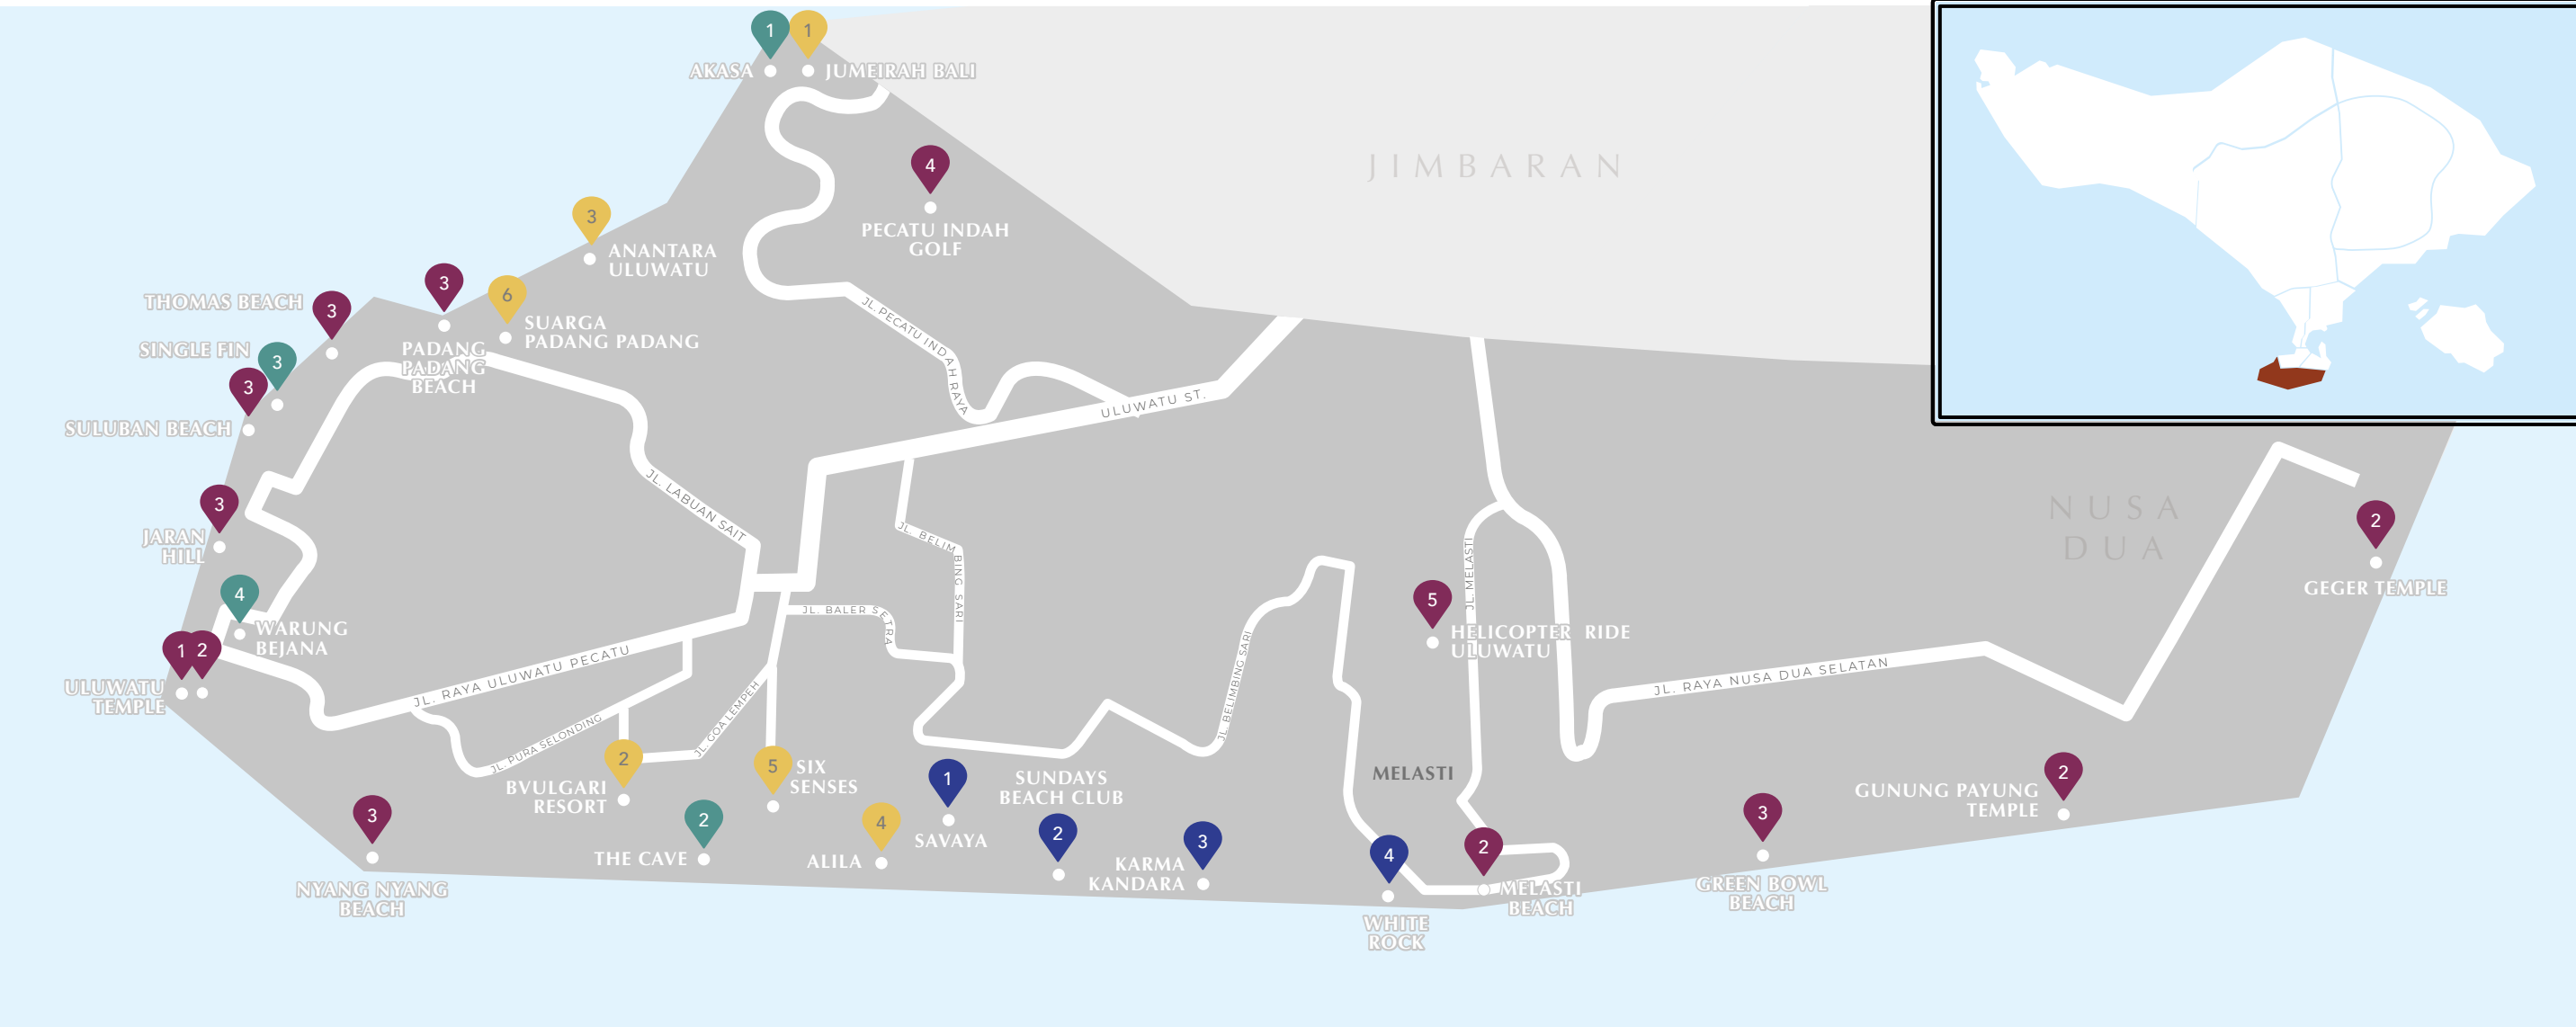 1
1
AKASA
JUMEIRAH BALI
JIMBARAN
4
PECATU INDAH
GOLF
3
ANANTARA
ULUWATU
3
6
THOMAS BEACH
3
SUARGA
PADANG PADANG
JL. PECATU INDAH RAYA
SINGLE FIN
3
PADANG
PADANG
BEACH
3
SULUBAN BEACH
ULUWATU ST.
JL. LABUAN SAIT
3
JARAN
HILL
JL. BELIMBING SARI
NUSA
DUA
2
GEGER TEMPLE
4
WARUNG
BEJANA
JL. BALER SETRA
JL. MELASTI
5
HELICOPTER RIDE
ULUWATU
1
2
ULUWATU
TEMPLE
JL. RAYA ULUWATU PECATU
JL. BELIMBING SARI
JL. RAYA NUSA DUA SELATAN
JL. GOA LEMPEH
JL. PURA SELONDING
2
BVULGARI
RESORT
5
SIX
SENSES
1
SAVAYA
SUNDAYS
BEACH CLUB
2
MELASTI
2
GUNUNG PAYUNG
TEMPLE
3
NYANG NYANG
BEACH
2
THE CAVE
4
ALILA
3
KARMA
KANDARA
4
WHITE
ROCK
2
MELASTI
BEACH
3
GREEN BOWL
BEACH